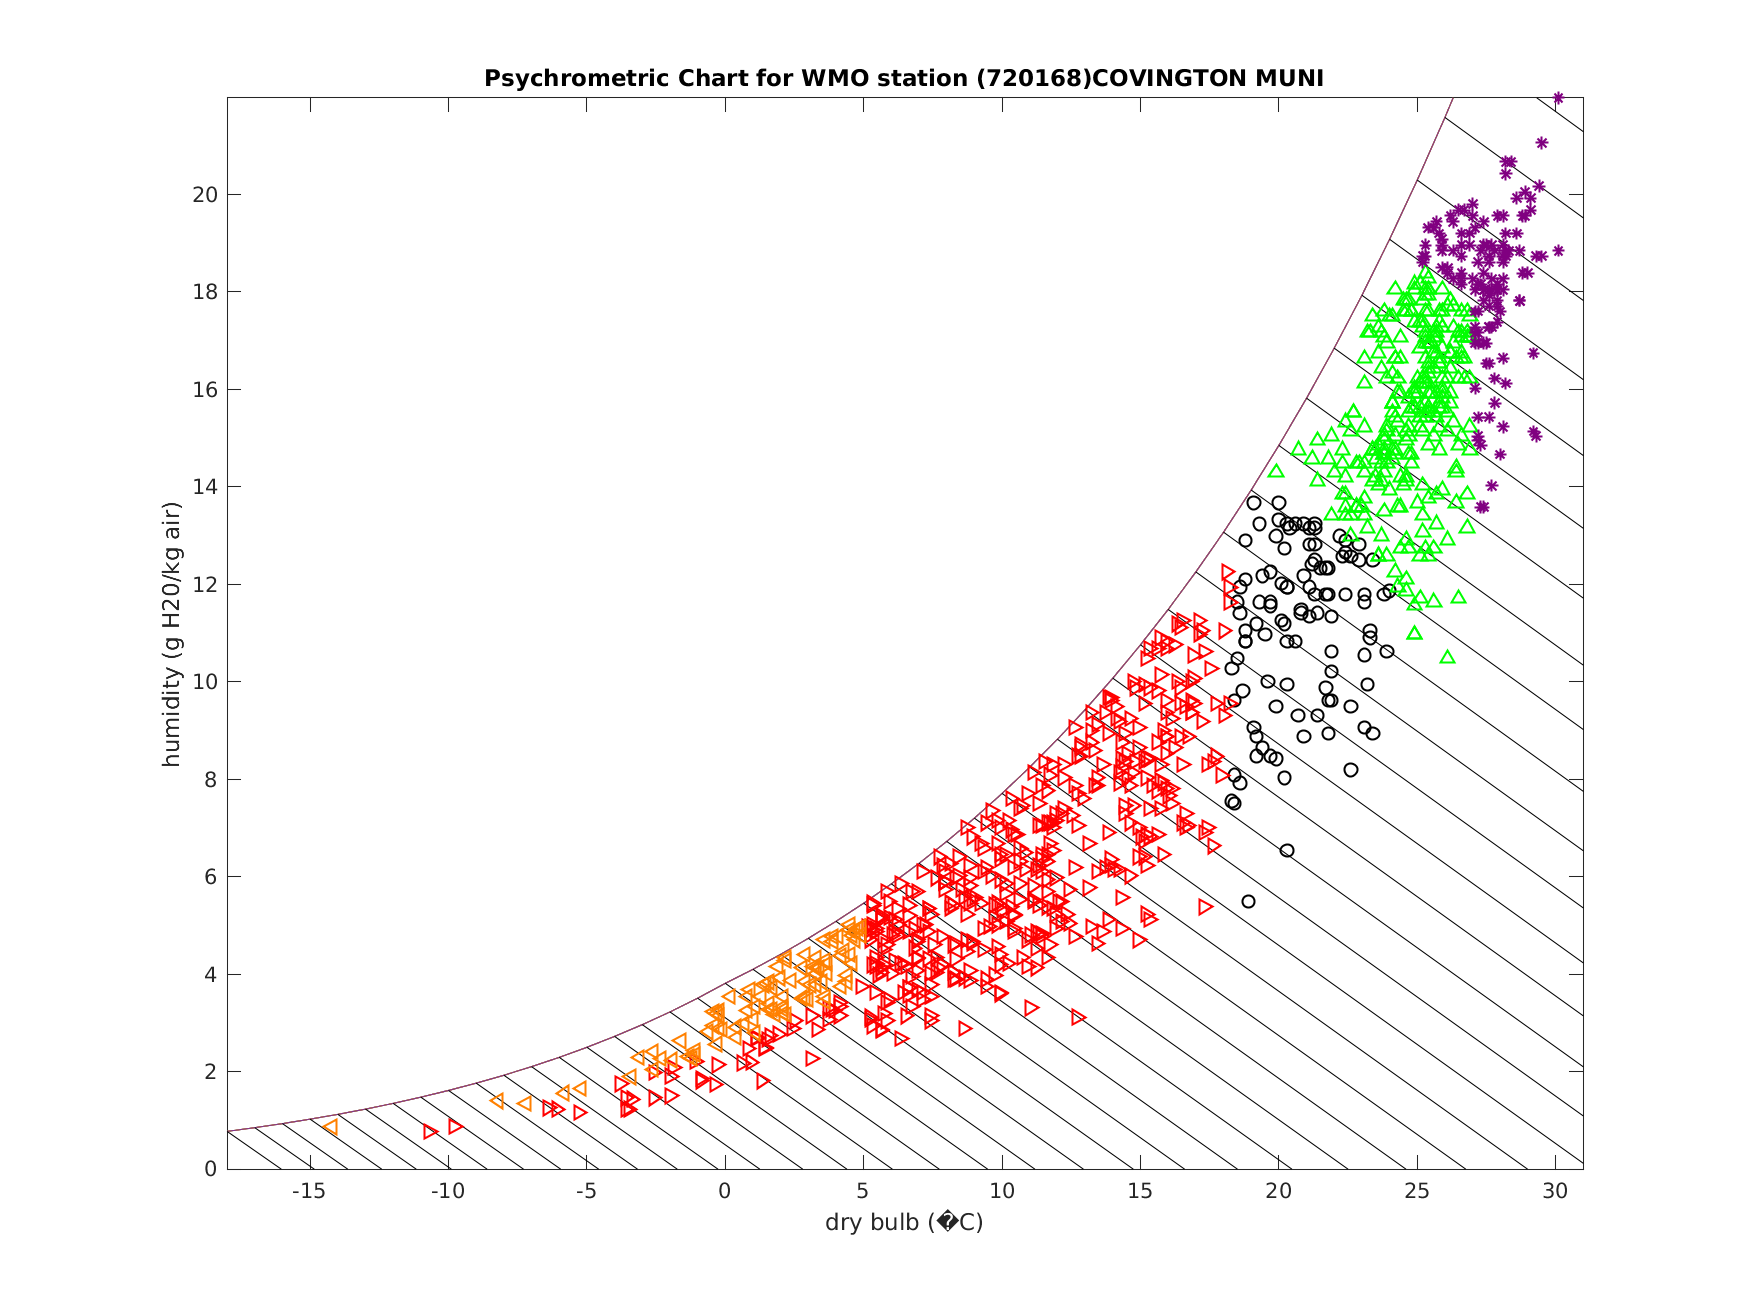 Psychrometric Chart for WMO station (720168)COVINGTON MUNI
20
18
16
14
12
10
8
6
4
2
0
humidity (g H20/kg air)
-15 -10 -5 0 5 10 15 20 25 30
dry bulb (�C)